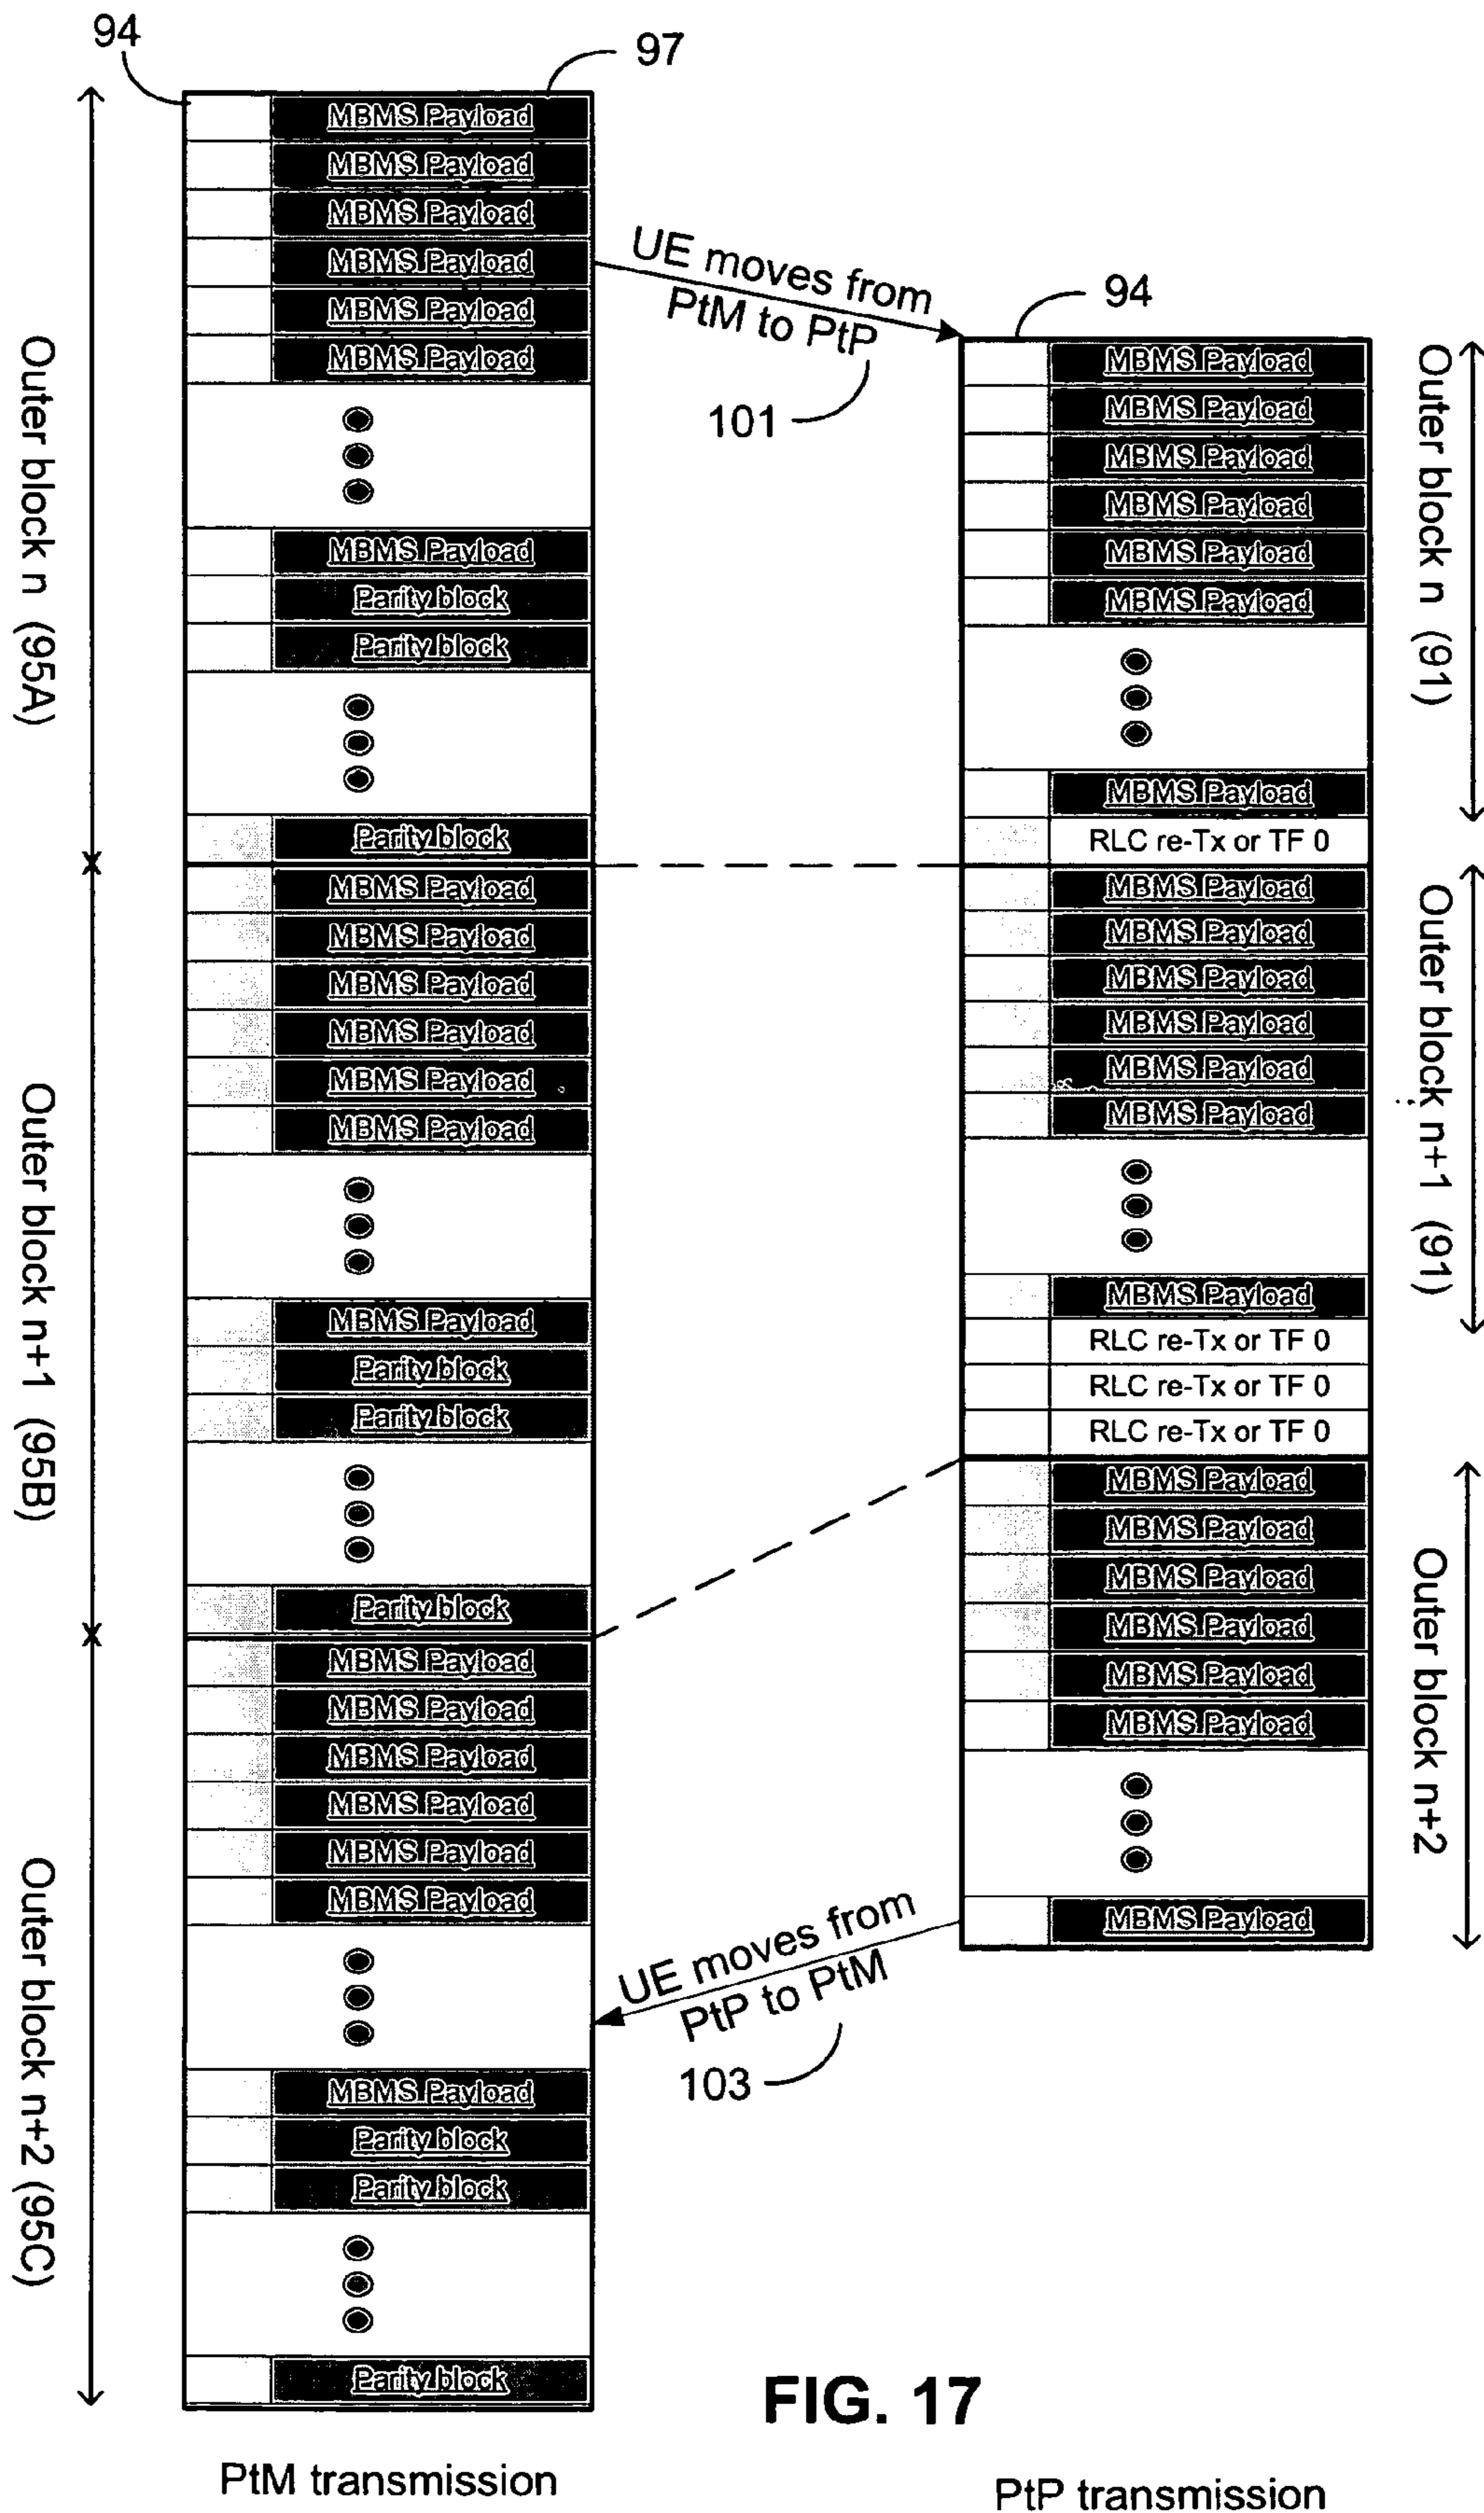 94
97
MBMS Payload
MBMS Payload
MBMS Payload
MBMS Payload
MBMS Payload
MBMS Payload
MBMS Payload
Parity block
Parity block
Parity block
Outer block n (95A)
MBMS Payload
MBMS Payload
MBMS Payload
MBMS Payload
MBMS Payload
MBMS Payload
MBMS Payload
Parity block
Parity block
Parity block
Outer block n+1 (95B)
MBMS Payload
MBMS Payload
MBMS Payload
MBMS Payload
MBMS Payload
MBMS Payload
MBMS Payload
Parity block
Parity block
Parity block
Outer block n+2 (95C)
PtM transmission
UE moves from
PtM to PtP
101
94
MBMS Payload
MBMS Payload
MBMS Payload
MBMS Payload
MBMS Payload
MBMS Payload
MBMS Payload
RLC re-Tx or TF 0
Outer block n (91)
MBMS Payload
MBMS Payload
MBMS Payload
MBMS Payload
MBMS Payload
MBMS Payload
MBMS Payload
RLC re-Tx or TF 0
RLC re-Tx or TF 0
RLC re-Tx or TF 0
Outer block n+1 (91)
MBMS Payload
MBMS Payload
MBMS Payload
MBMS Payload
MBMS Payload
MBMS Payload
MBMS Payload
Outer block n+2
UE moves from
PtP to PtM
103
FIG. 17
PtP transmission